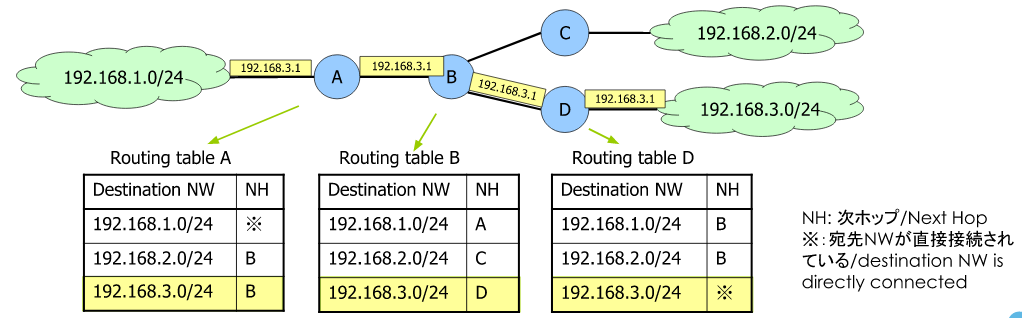 C
192.168.2.0/24
192.168.1.0/24
192.168.3.1
A
192.168.3.1
B
192.168.3.1
D
192.168.3.1
192.168.3.0/24
Routing table A
Destination NW NH
192.168.1.0/24 ※
192.168.2.0/24 B
192.168.3.0/24 B
Routing table B
Destination NW NH
192.168.1.0/24 A
192.168.2.0/24 C
192.168.3.0/24 D
Routing table D
Destination NW NH
192.168.1.0/24 B
192.168.2.0/24 B
192.168.3.0/24 ※
NH: 次ホップ/Next Hop
※：宛先NWが直接接続され
ている/destination NW is
directly connected